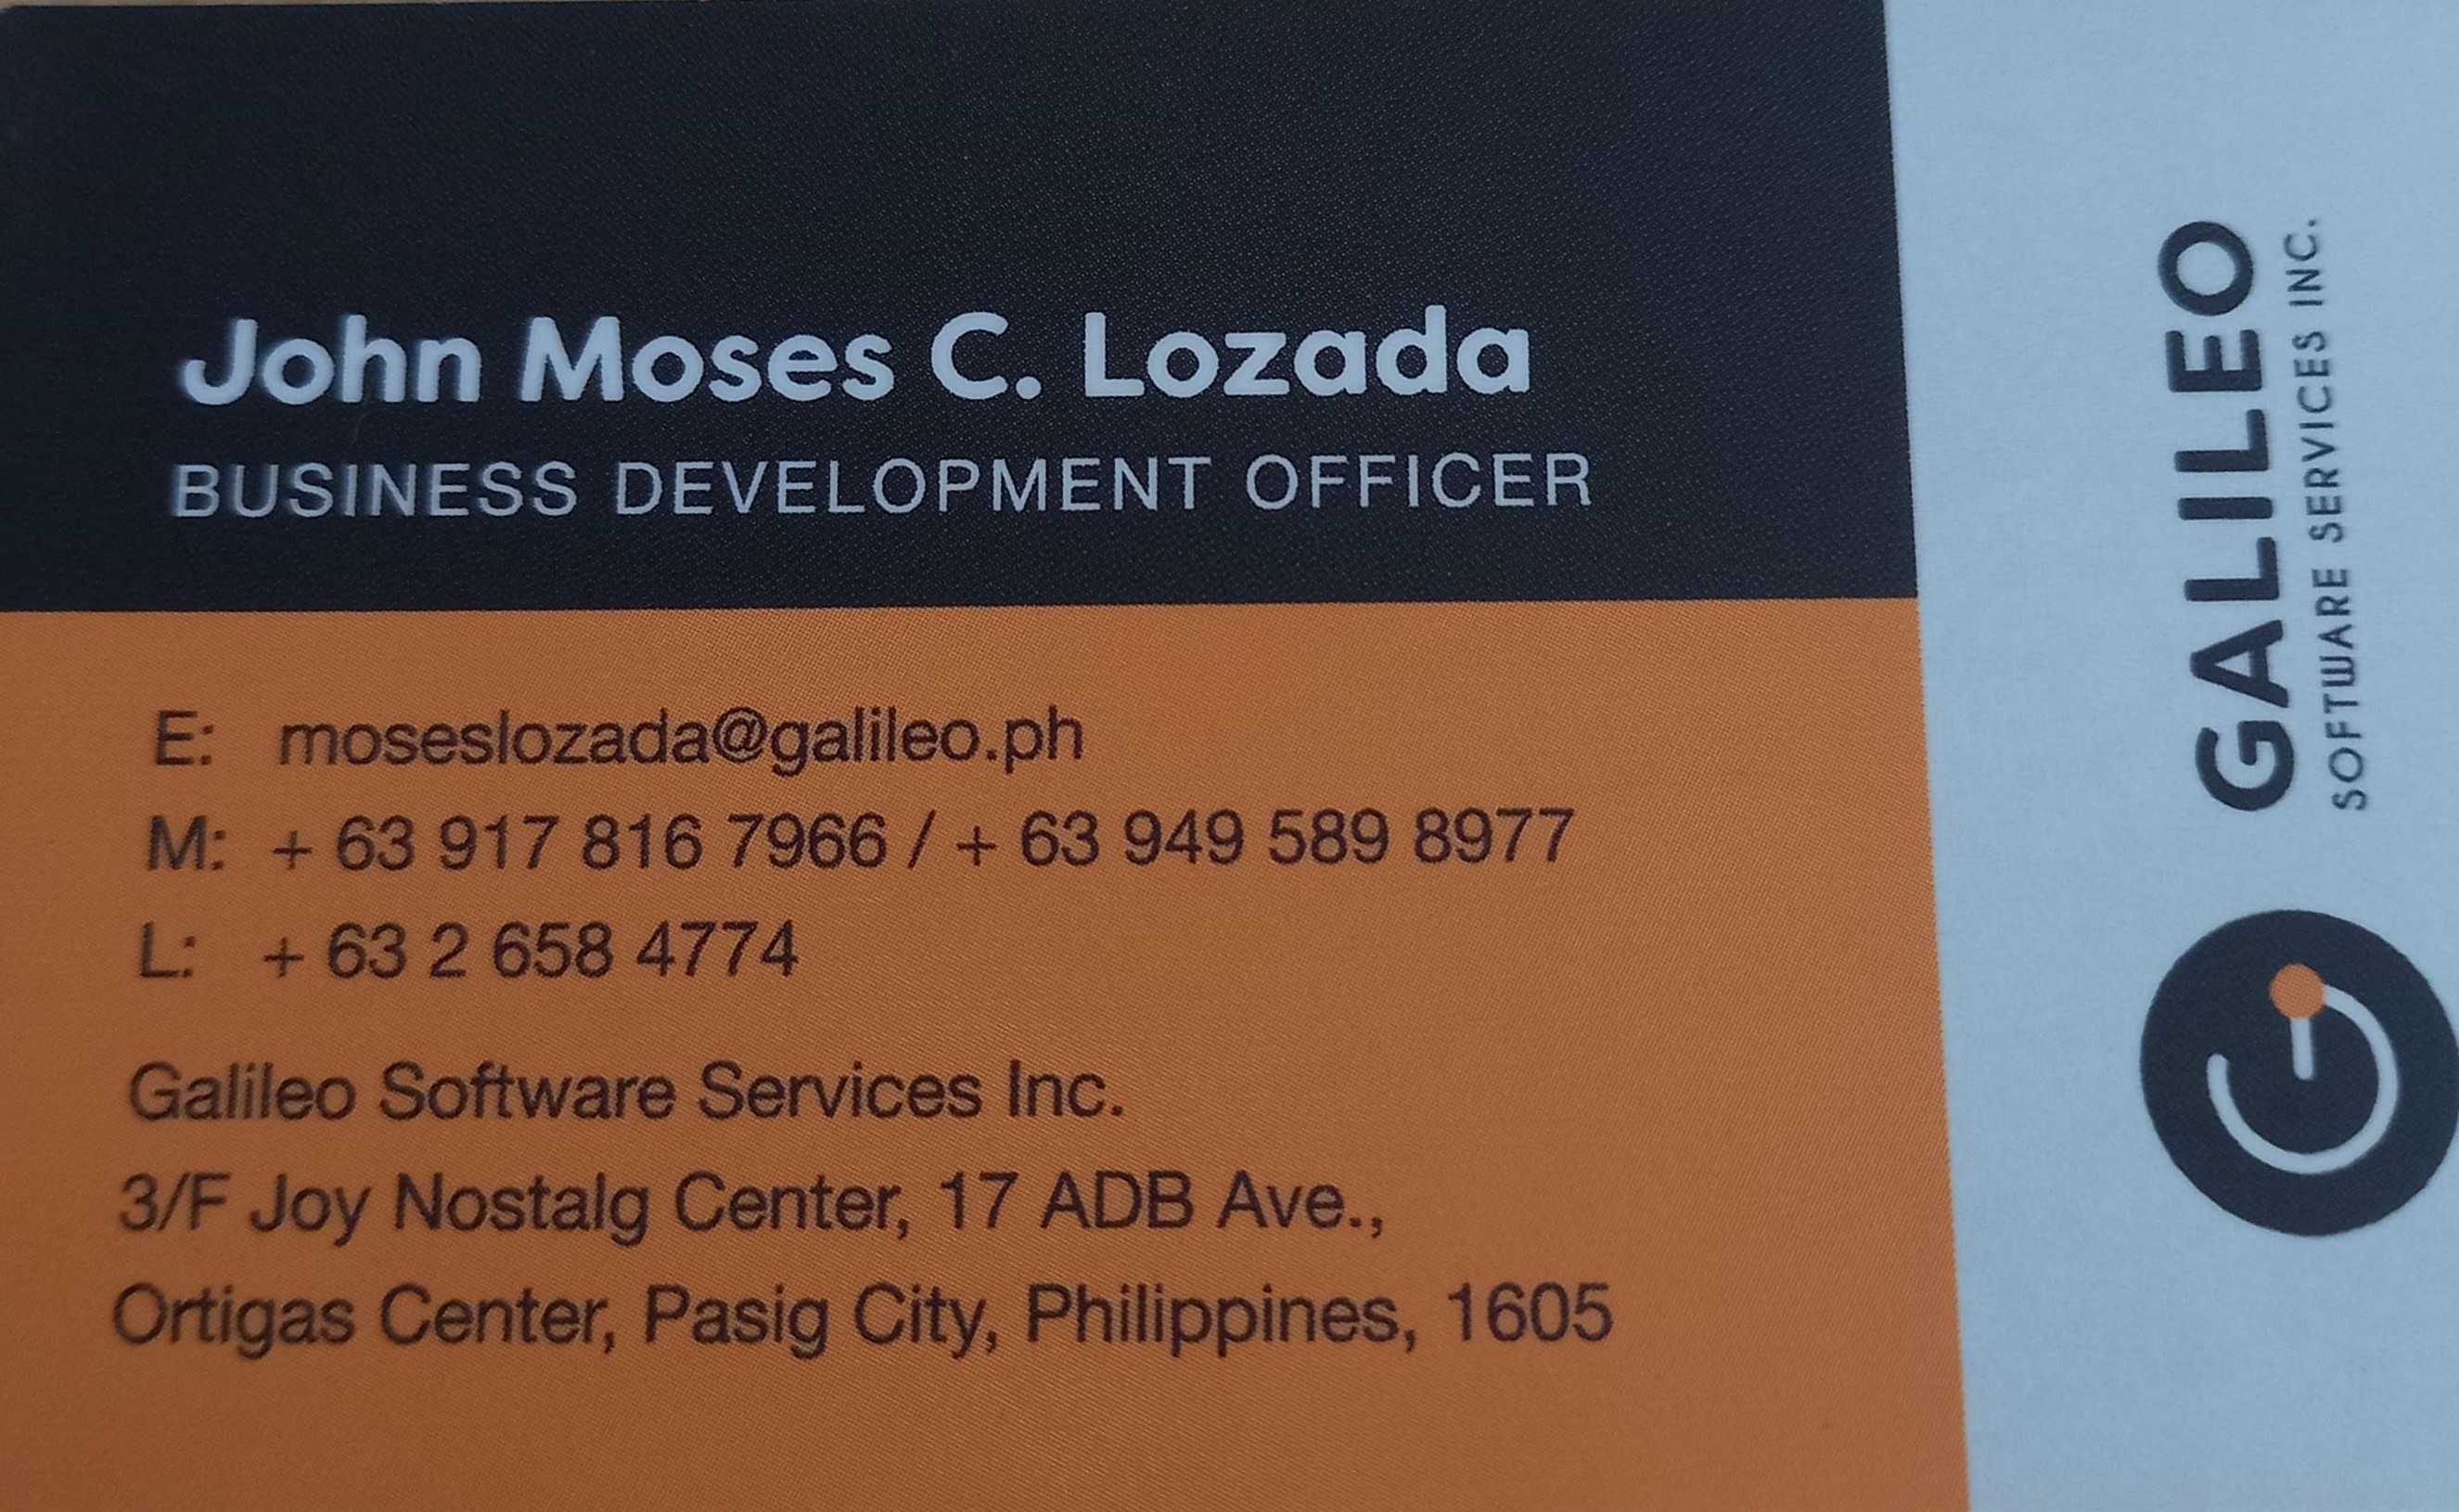 John Moses C. Lozada
BUSINESS DEVELOPMENT OFFICER
E: moseslozada@galileo.ph
M: + 63 917 816 7966 / + 63 949 589 8977
L: + 63 2 658 4774
Galileo Software Services Inc.
3/F Joy Nostalg Center, 17 ADB Ave.,
Ortigas Center, Pasig City, Philippines, 1605
GALILEO
SOFTWARE SERVICES INC.